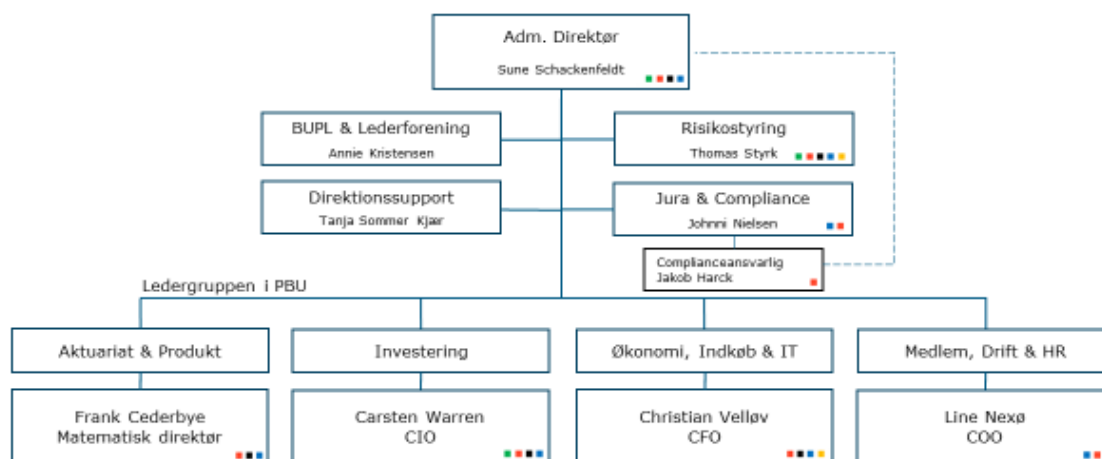 Adm. Direktør
Sune Schackenfeldt
BUPL & Lederforening
Annie Kristensen
Risikostyring
Thomas Styrk
Direktionssupport
Tanja Sommer Kjær
Jura & Compliance
Johnni Nielsen
Complianceansvarlig
Jakob Harck
Ledergruppen i PBU
Aktuariat & Produkt
Investering
Økonomi, Indkøb & IT
Medlem, Drift & HR
Frank Cederbye
Matematisk direktør
Carsten Warren
CIO
Christian Velløv
CFO
Line Nexø
COO